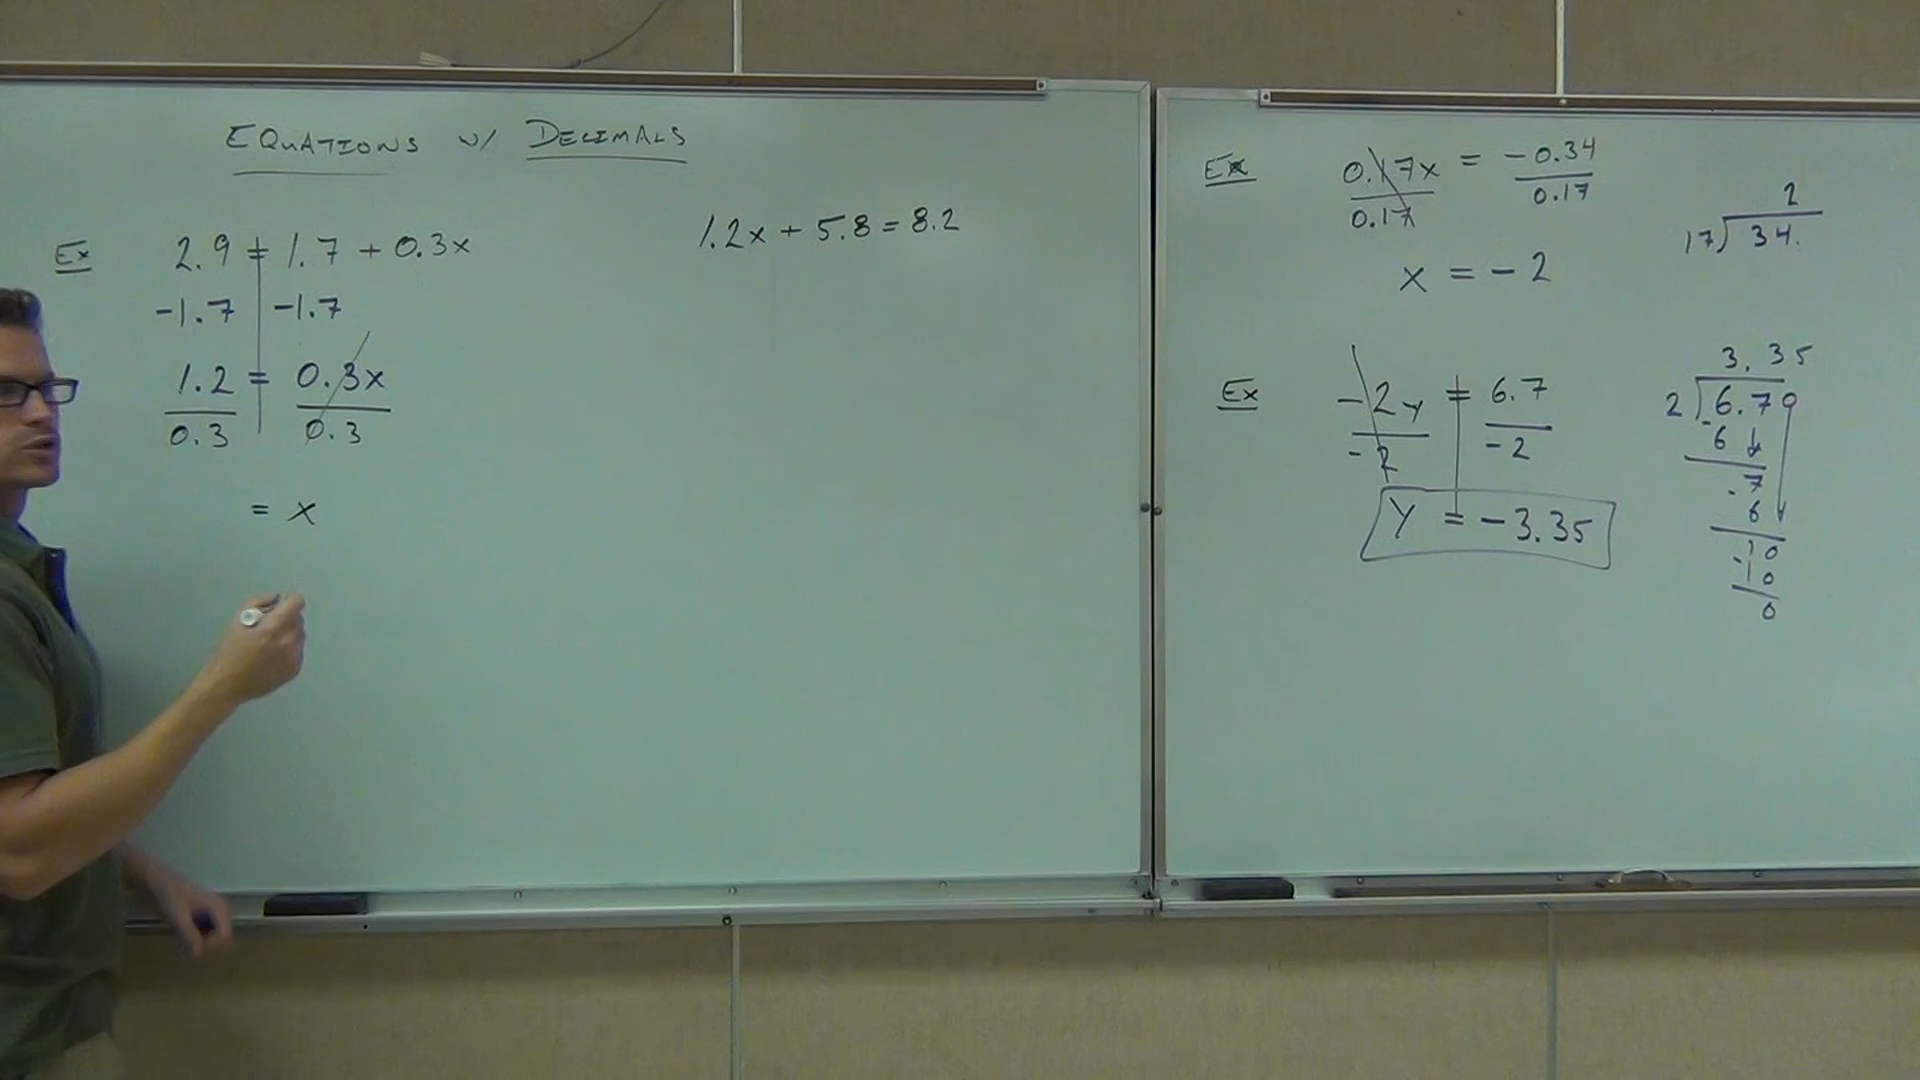 EQUATIONS w/ DECIMALS
Ex 2.9 = 1.7 + 0.3x
-1.7 -1.7
1.2 = 0.3x
0.3 0.3
= x
1.2x + 5.8 = 8.2
Ex 0.17x = -0.34
0.17 0.17
x = -2
2
17)34.
Ex -2y = 6.7
-2 -2
y = -3.35
3.35
2)6.70
-6
7
-6
10
-10
0